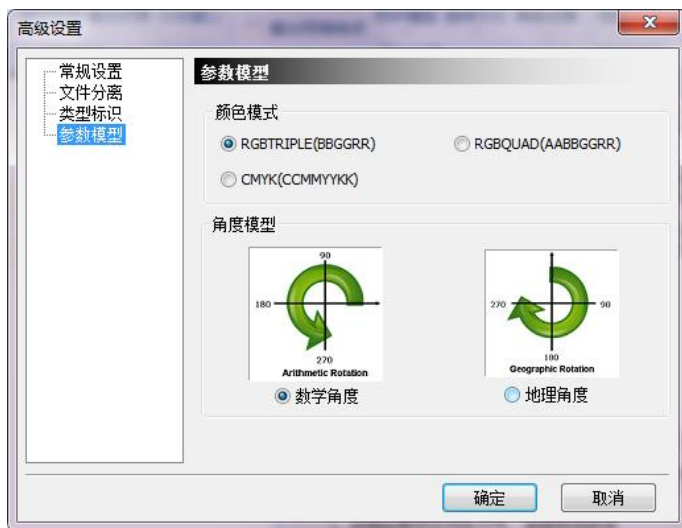 高级设置
常规设置
文件分离
类型标识
参数模型
参数模型
颜色模式
RGBTRIPLE(BBGGRR)
RGBQUAD(AABBGGRR)
CMYK(CCMMYYKK)
角度模型
90
180
270
Arithmetic Rotation
数学角度
270
90
180
Geographic Rotation
地理角度
确定
取消